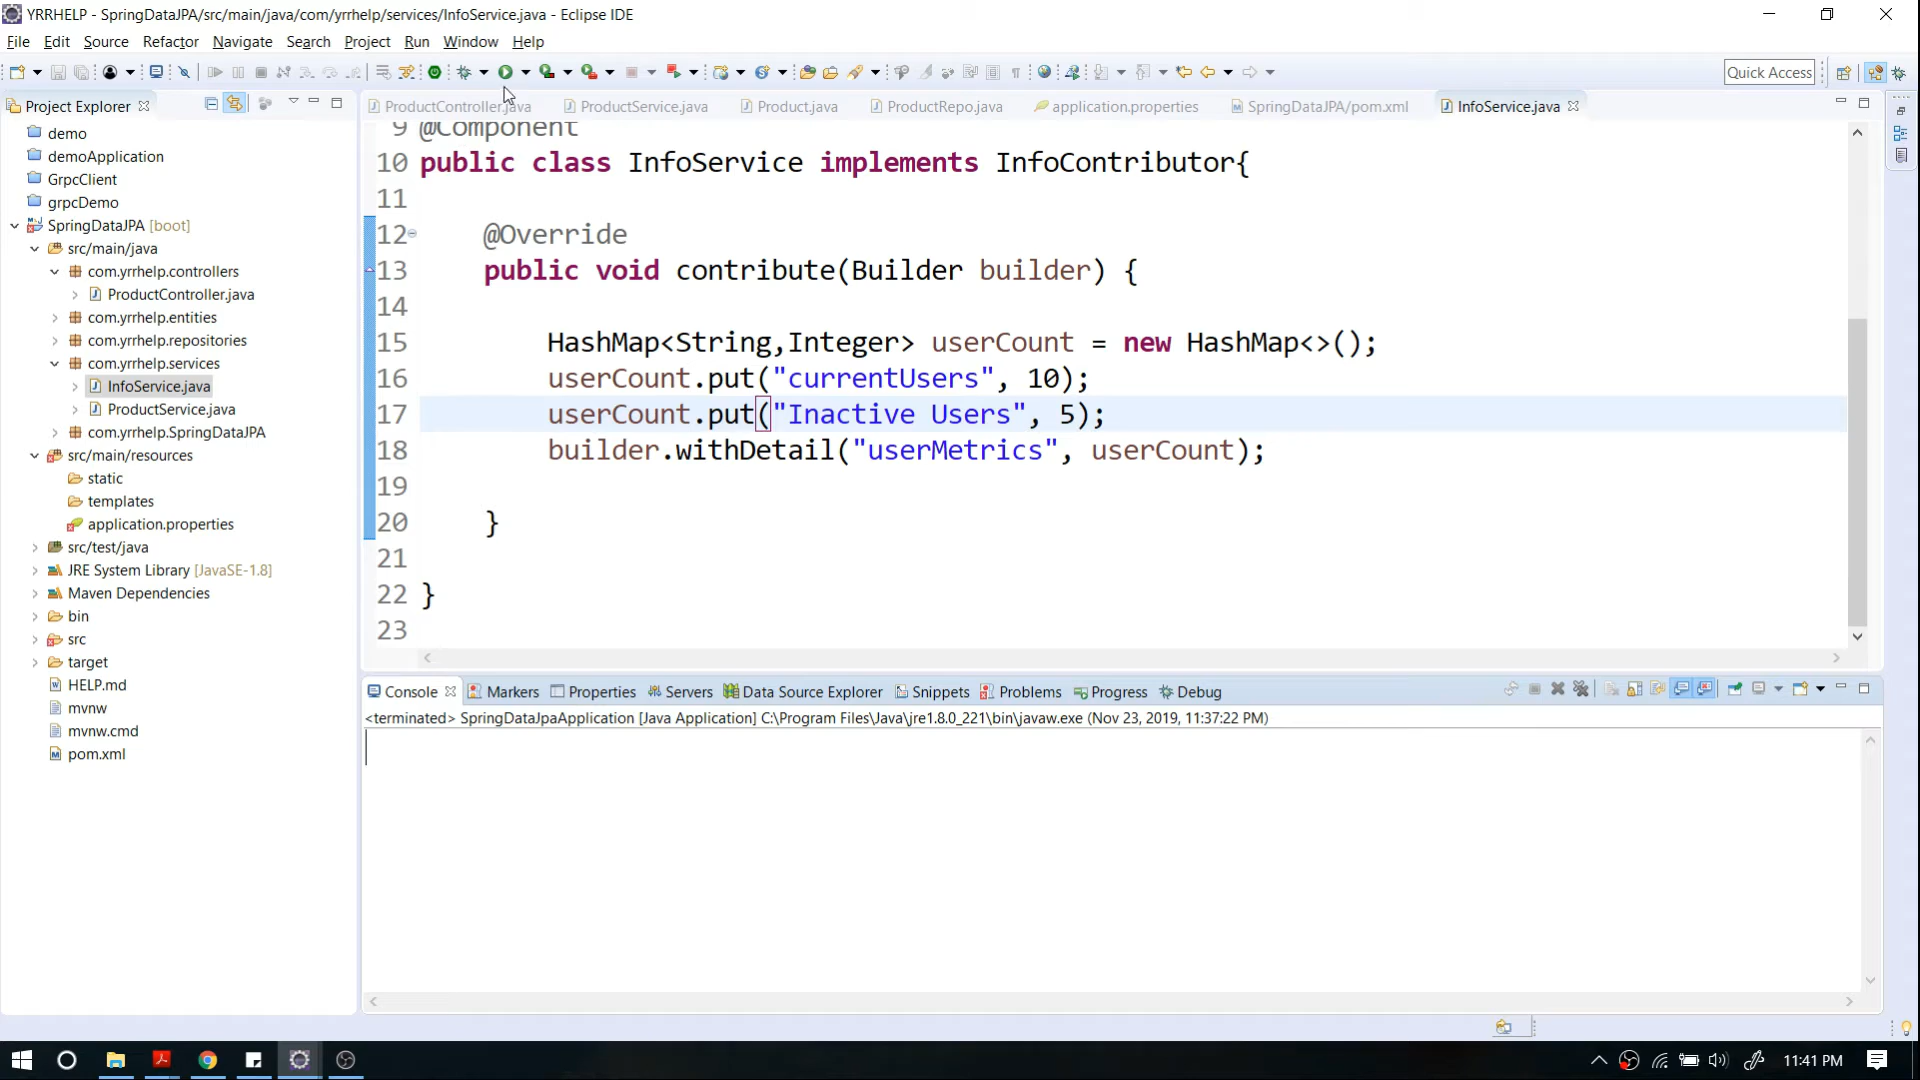 YRRHELP - SpringDataJPA/src/main/java/com/yrrhelp/services/InfoService.java - Eclipse IDE
File Edit Source Refactor Navigate Search Project Run Window Help
Quick Access
Project Explorer
demo
demoApplication
GrpcClient
grpcDemo
SpringDataJPA [boot]
src/main/java
com.yrrhelp.controllers
ProductController.java
com.yrrhelp.entities
com.yrrhelp.repositories
com.yrrhelp.services
InfoService.java
ProductService.java
com.yrrhelp.SpringDataJPA
src/main/resources
static
templates
application.properties
src/test/java
JRE System Library [JavaSE-1.8]
Maven Dependencies
bin
src
target
HELP.md
mvnw
mvnw.cmd
pom.xml
ProductController.java ProductService.java Product.java ProductRepo.java application.properties SpringDataJPA/pom.xml InfoService.java
9 @Component
10 public class InfoService implements InfoContributor{
11
12 @Override
13 public void contribute(Builder builder) {
14
15 HashMap<String,Integer> userCount = new HashMap<>();
16 userCount.put("currentUsers", 10);
17 userCount.put("Inactive Users", 5);
18 builder.withDetail("userMetrics", userCount);
19
20 }
21
22 }
23
Console Markers Properties Servers Data Source Explorer Snippets Problems Progress Debug
<terminated> SpringDataJpaApplication [Java Application] C:\Program Files\Java\jre1.8.0_221\bin\javaw.exe (Nov 23, 2019, 11:37:22 PM)
11:41 PM